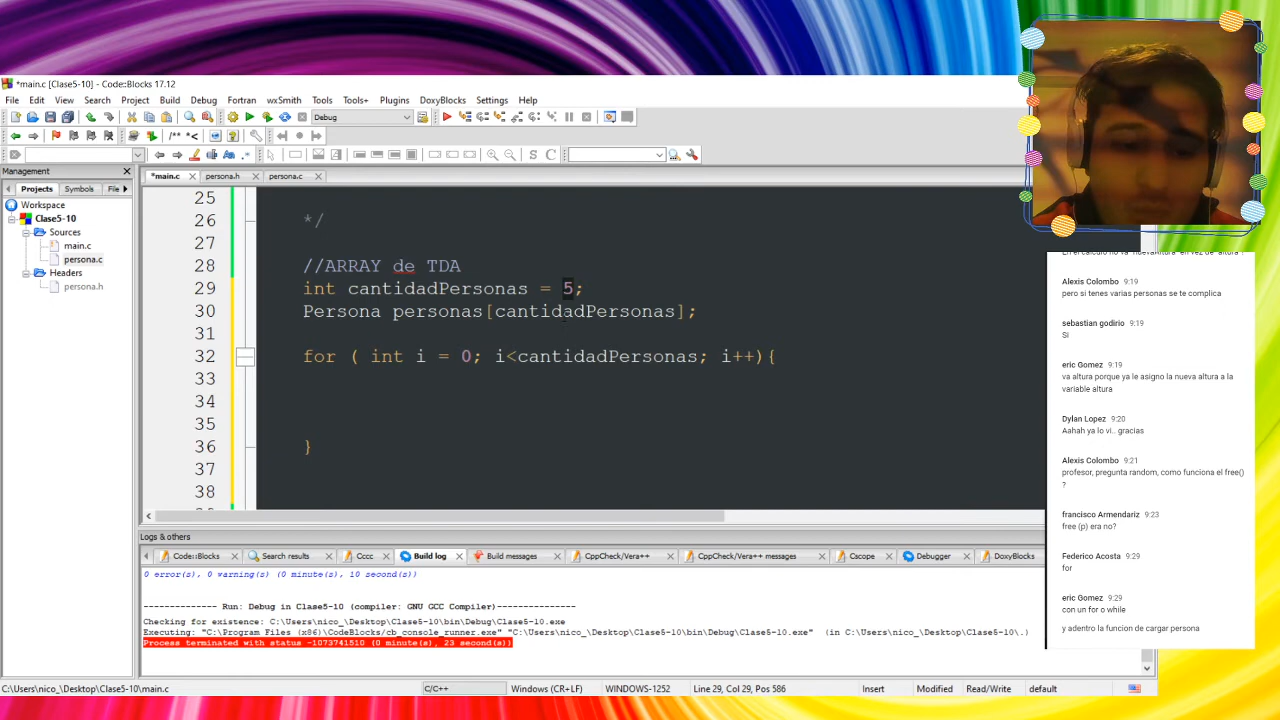 *main.c [Clase5-10] - Code::Blocks 17.12
File Edit View Search Project Build Debug Fortran wxSmith Tools Tools+ Plugins DoxyBlocks Settings Help
Debug
/** *<
Management
*main.c persona.h persona.c
Projects Symbols File
Workspace
Clase5-10
Sources
main.c
persona.c
Headers
persona.h
25
26 */
27
28 //ARRAY de TDA
29 int cantidadPersonas = 5;
30 Persona personas[cantidadPersonas];
31
32 for ( int i = 0; i<cantidadPersonas; i++){
33
34
35
36 }
37
38
Logs & others
Code::Blocks Search results Cccc Build log Build messages CppCheck/Vera++ CppCheck/Vera++ messages Cscope Debugger DoxyBlocks
0 error(s), 0 warning(s) (0 minute(s), 10 second(s))
-------------- Run: Debug in Clase5-10 (compiler: GNU GCC Compiler)---------------
Checking for existence: C:\Users\nico_\Desktop\Clase5-10\bin\Debug\Clase5-10.exe
Executing: "C:\Program Files (x86)\CodeBlocks/cb_console_runner.exe" "C:\Users\nico_\Desktop\Clase5-10\bin\Debug\Clase5-10.exe" (in C:\Users\nico_\Desktop\Clase5-10\.)
Process terminated with status -1073741510 (0 minute(s), 23 second(s))
C:\Users\nico_\Desktop\Clase5-10\main.c C/C++ Windows (CR+LF) WINDOWS-1252 Line 29, Col 29, Pos 586 Insert Modified Read/Write default
Alexis Colombo 9:19
pero si tenes varias personas se te complica
sebastian godirio 9:19
Si
eric Gomez 9:19
va altura porque ya le asigno la nueva altura a la
variable altura
Dylan Lopez 9:20
Aahah ya lo vi.. gracias
Alexis Colombo 9:21
profesor, pregunta random, como funciona el free()
?
francisco Armendariz 9:23
free (p) era no?
Federico Acosta 9:29
for
eric Gomez 9:29
con un for o while
y adentro la funcion de cargar persona